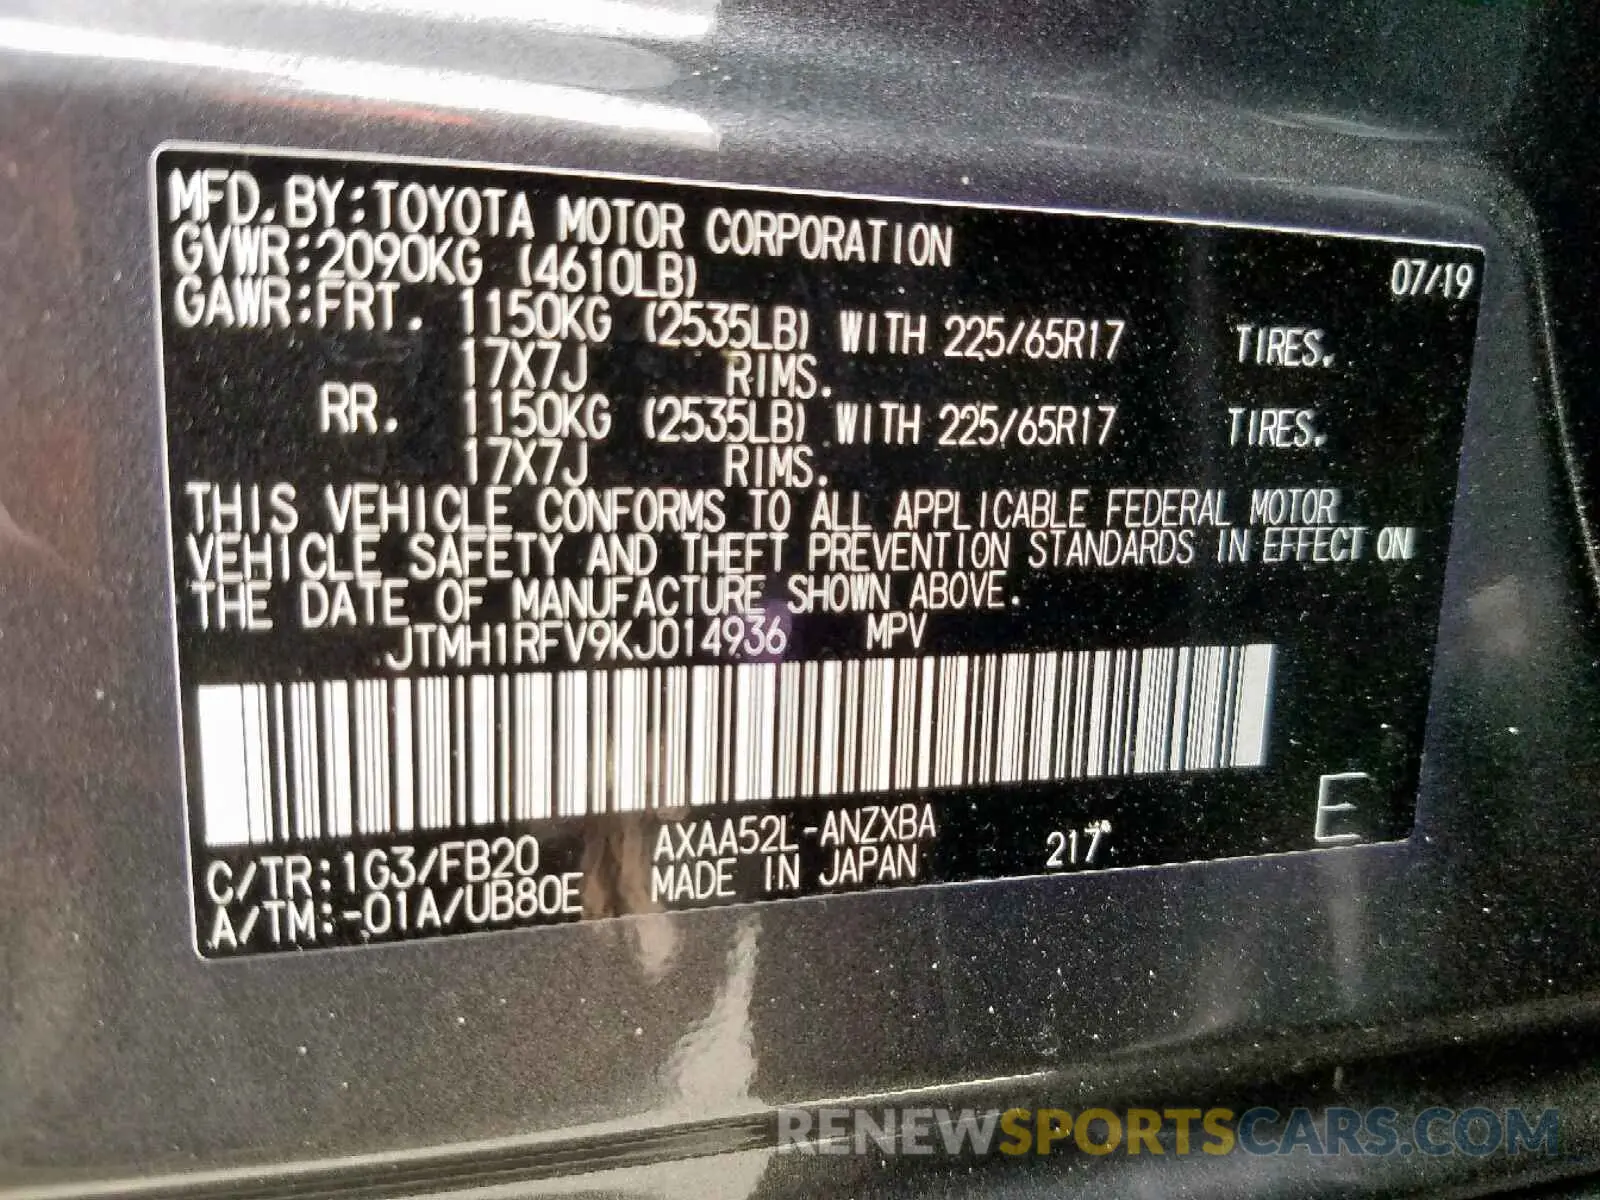 MFD. BY: TOYOTA MOTOR CORPORATION 07/19
GVWR: 2090KG (4610LB)
GAWR: FRT. 1150KG (2535LB) WITH 225/65R17 TIRES.
17X7J RIMS.
RR. 1150KG (2535LB) WITH 225/65R17 TIRES.
17X7J RIMS.
THIS VEHICLE CONFORMS TO ALL APPLICABLE FEDERAL MOTOR
VEHICLE SAFETY AND THEFT PREVENTION STANDARDS IN EFFECT ON
THE DATE OF MANUFACTURE SHOWN ABOVE.
JTMH1RFV9KJ014936 MPV
E
C/TR: 1G3/FB20 AXAA52L-ANZXBA 217*
A/TM: -01A/UB80E MADE IN JAPAN
RENEWSPORTSCARS.COM